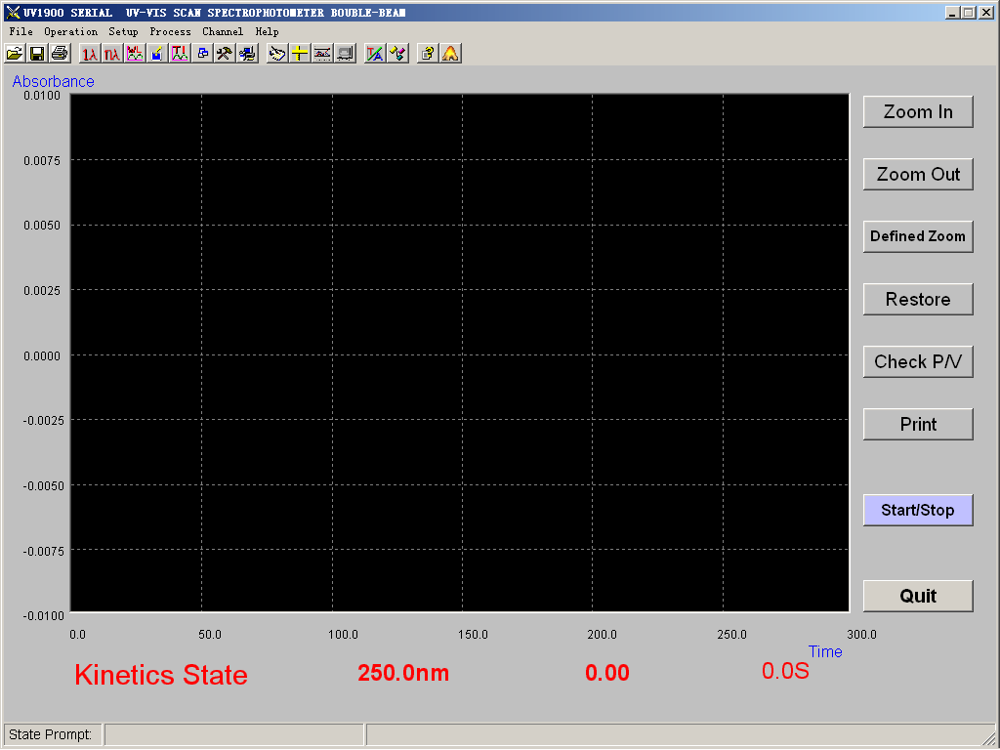 UV1900 SERIAL  UV-VIS SCAN SPECTROPHOTOMETER BOUBLE-BEAM
File Operation Setup Process Channel Help
1λ nλ
Absorbance
0.0100
0.0075
0.0050
0.0025
0.0000
-0.0025
-0.0050
-0.0075
-0.0100
0.0 50.0 100.0 150.0 200.0 250.0 300.0
Time
Zoom In
Zoom Out
Defined Zoom
Restore
Check P/V
Print
Start/Stop
Quit
Kinetics State 250.0nm 0.00 0.0S
State Prompt: